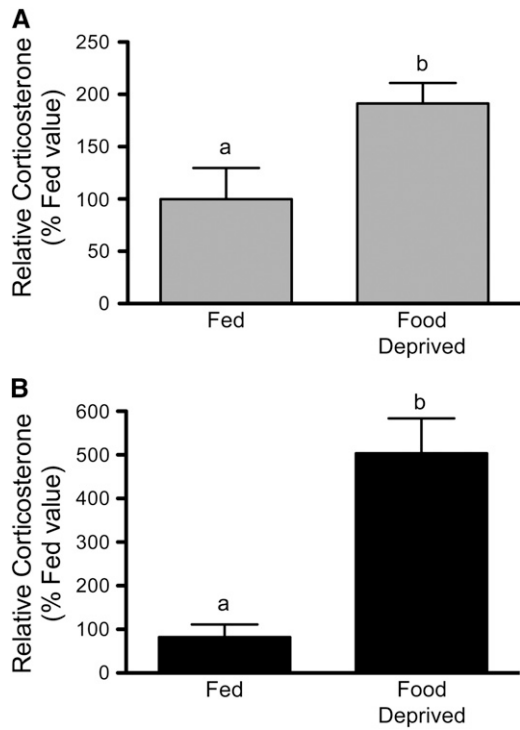 A
Relative Corticosterone
(% Fed value)
250
200
150
100
50
0
a
b
Fed
Food
Deprived
B
Relative Corticosterone
(% Fed value)
600
500
400
300
200
100
0
a
b
Fed
Food
Deprived